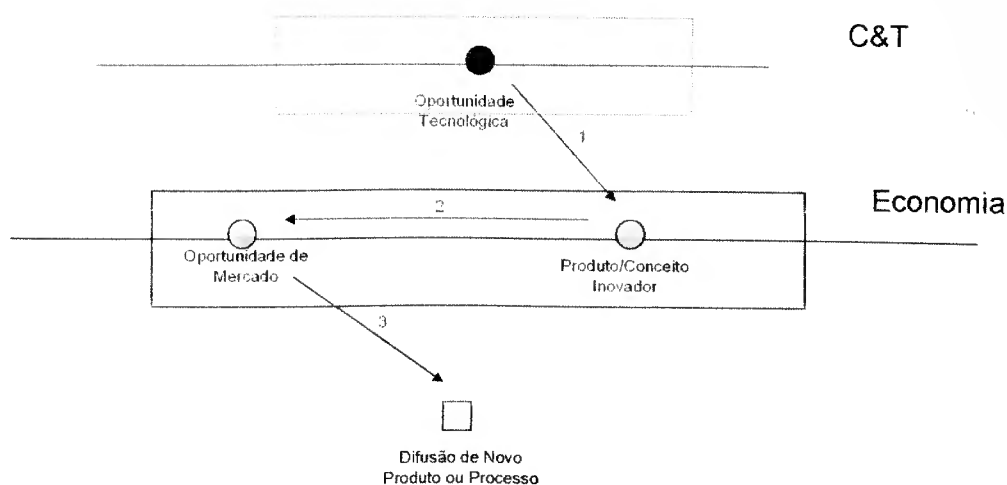 C&T
Oportunidade
Tecnológica
1
Economia
2
Oportunidade de
Mercado
Produto/Conceito
Inovador
3
Difusão de Novo
Produto ou Processo